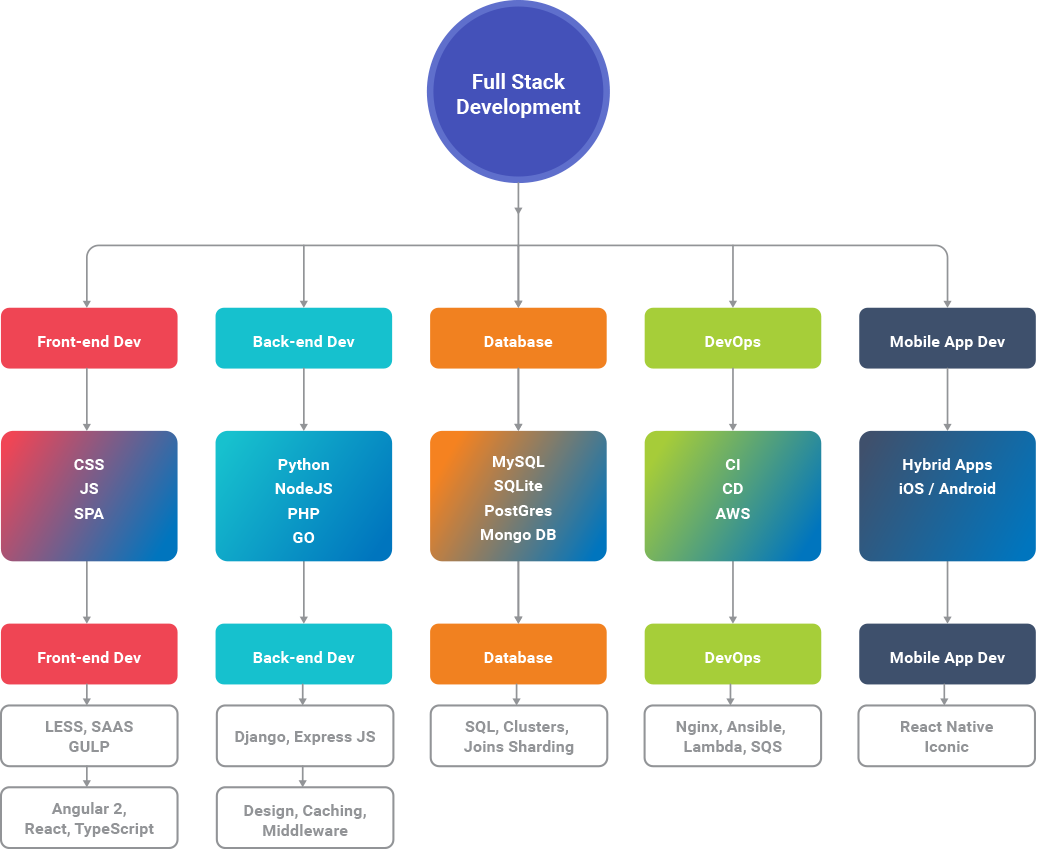 Full Stack
Development
Front-end Dev
Back-end Dev
Database
DevOps
Mobile App Dev
CSS
JS
SPA
Python
NodeJS
PHP
GO
MySQL
SQLite
PostGres
Mongo DB
CI
CD
AWS
Hybrid Apps
iOS / Android
Front-end Dev
Back-end Dev
Database
DevOps
Mobile App Dev
LESS, SAAS
GULP
Django, Express JS
SQL, Clusters,
Joins Sharding
Nginx, Ansible,
Lambda, SQS
React Native
Iconic
Angular 2,
React, TypeScript
Design, Caching,
Middleware